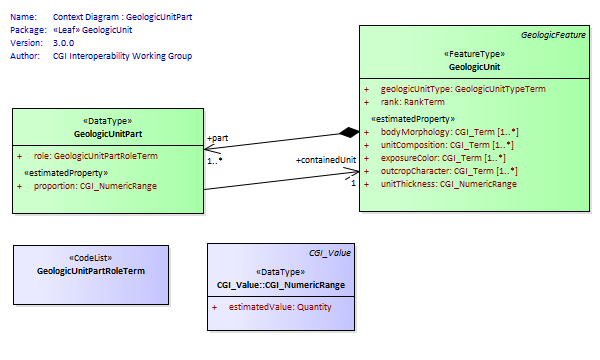 Name: Context Diagram : GeologicUnitPart
Package: «Leaf» GeologicUnit
Version: 3.0.0
Author: CGI Interoperability Working Group
GeologicFeature
«FeatureType»
GeologicUnit
+ geologicUnitType: GeologicUnitTypeTerm
+ rank: RankTerm
«estimatedProperty»
+ bodyMorphology: CGI_Term [1..*]
+ unitComposition: CGI_Term [1..*]
+ exposureColor: CGI_Term [1..*]
+ outcropCharacter: CGI_Term [1..*]
+ unitThickness: CGI_NumericRange
«DataType»
GeologicUnitPart
+ role: GeologicUnitPartRoleTerm
«estimatedProperty»
+ proportion: CGI_NumericRange
+part
1..*
+containedUnit
1
«CodeList»
GeologicUnitPartRoleTerm
CGI_Value
«DataType»
CGI_Value::CGI_NumericRange
+ estimatedValue: Quantity